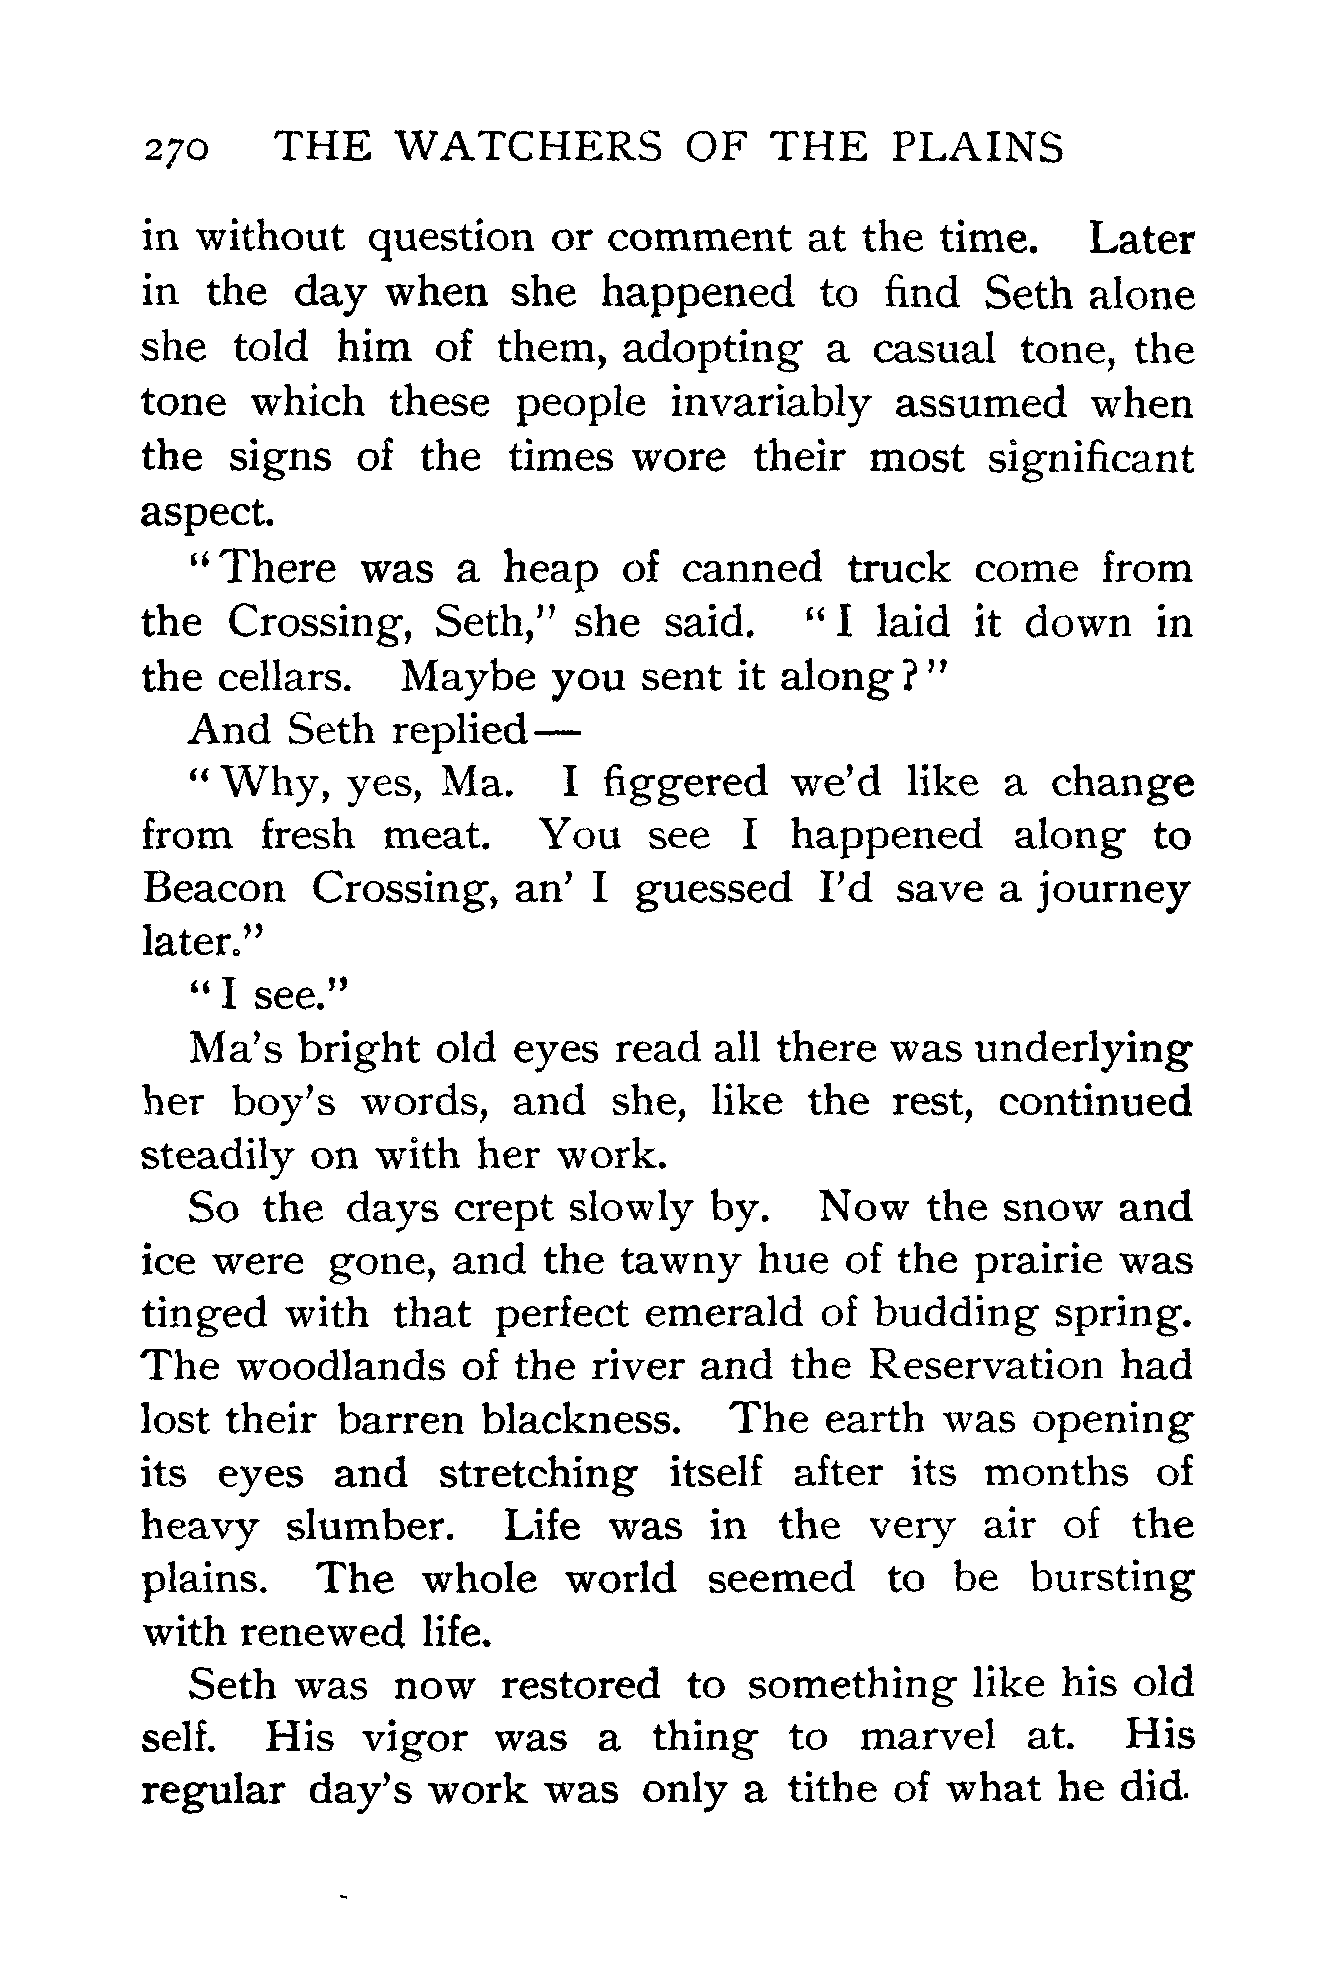 270 THE WATCHERS OF THE PLAINS
in without question or comment at the time. Later
in the day when she happened to find Seth alone
she told him of them, adopting a casual tone, the
tone which these people invariably assumed when
the signs of the times wore their most significant
aspect.
“There was a heap of canned truck come from
the Crossing, Seth,” she said. “I laid it down in
the cellars. Maybe you sent it along?”
And Seth replied—
“Why, yes, Ma. I figgered we’d like a change
from fresh meat. You see I happened along to
Beacon Crossing, an’ I guessed I’d save a journey
later.”
“I see.”
Ma’s bright old eyes read all there was underlying
her boy’s words, and she, like the rest, continued
steadily on with her work.
So the days crept slowly by. Now the snow and
ice were gone, and the tawny hue of the prairie was
tinged with that perfect emerald of budding spring.
The woodlands of the river and the Reservation had
lost their barren blackness. The earth was opening
its eyes and stretching itself after its months of
heavy slumber. Life was in the very air of the
plains. The whole world seemed to be bursting
with renewed life.
Seth was now restored to something like his old
self. His vigor was a thing to marvel at. His
regular day’s work was only a tithe of what he did.